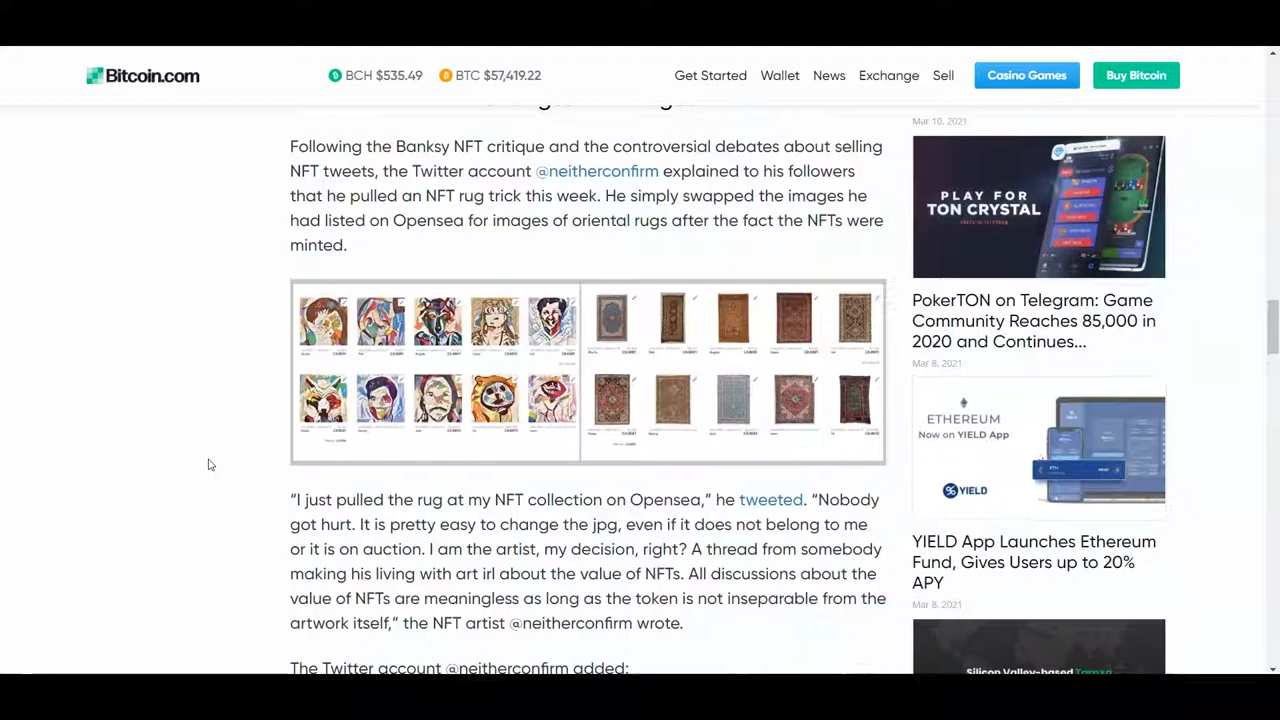 Bitcoin.com
BCH $535.49
BTC $57,419.22
Get Started
Wallet
News
Exchange
Sell
Casino Games
Buy Bitcoin
Following the Banksy NFT critique and the controversial debates about selling
NFT tweets, the Twitter account @neitherconfirm explained to his followers
that he pulled an NFT rug trick this week. He simply swapped the images he
had listed on Opensea for images of oriental rugs after the fact the NFTs were
minted.
“I just pulled the rug at my NFT collection on Opensea,” he tweeted. “Nobody
got hurt. It is pretty easy to change the jpg, even if it does not belong to me
or it is on auction. I am the artist, my decision, right? A thread from somebody
making his living with art irl about the value of NFTs. All discussions about the
value of NFTs are meaningless as long as the token is not inseparable from the
artwork itself,” the NFT artist @neitherconfirm wrote.
The Twitter account @neitherconfirm added:
Mar 10, 2021
PLAY FOR
TON CRYSTAL
PokerTON on Telegram: Game
Community Reaches 85,000 in
2020 and Continues...
Mar 8, 2021
ETHEREUM
Now on YIELD App
YIELD
YIELD App Launches Ethereum
Fund, Gives Users up to 20%
APY
Mar 8, 2021
Silicon Valley-based